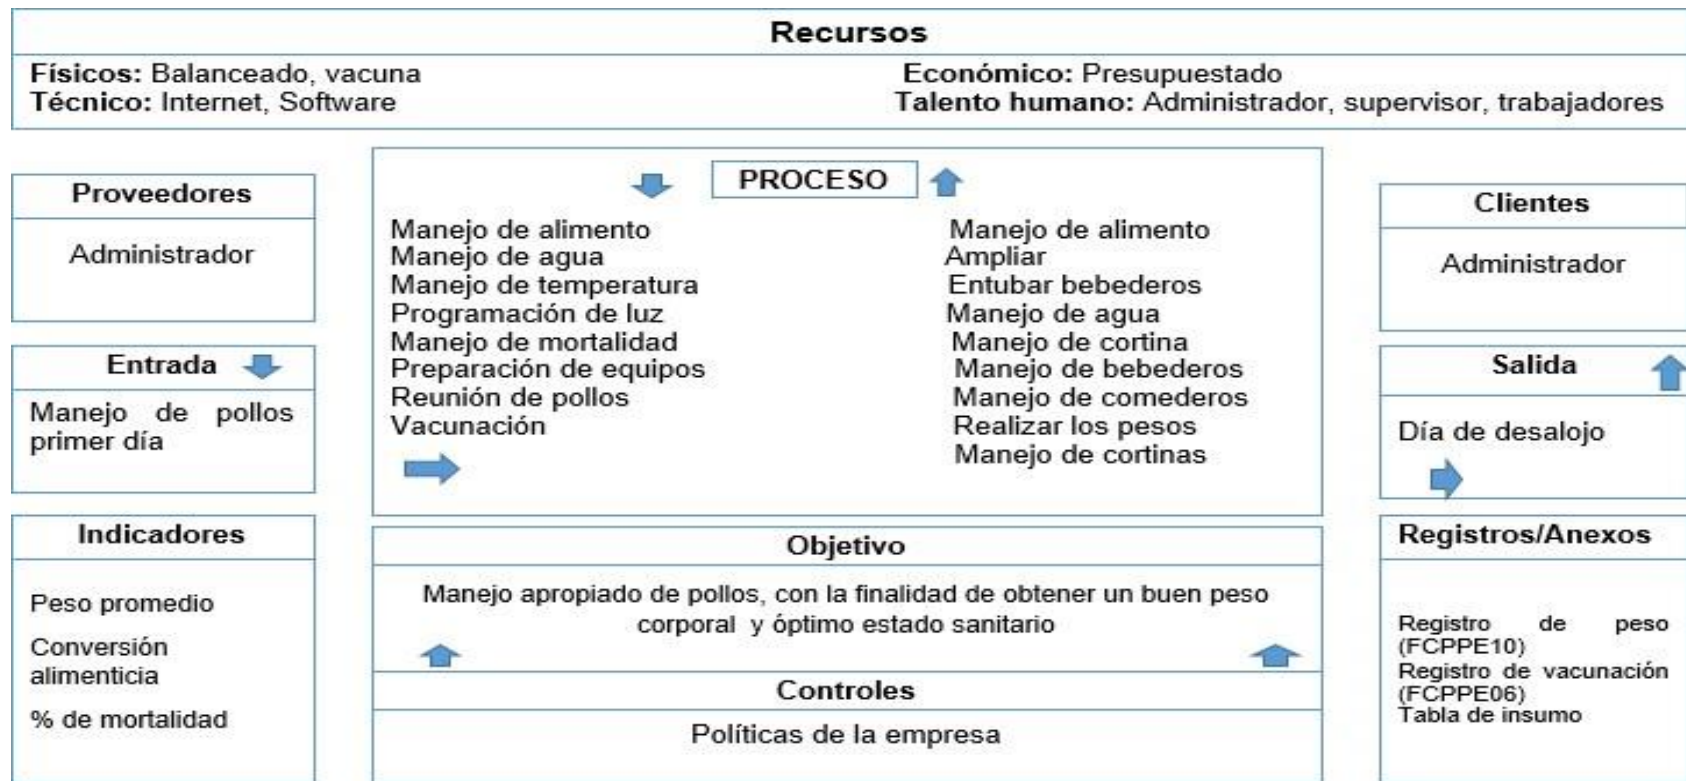 Recursos
Físicos: Balanceado, vacuna
Técnico: Internet, Software
Económico: Presupuestado
Talento humano: Administrador, supervisor, trabajadores
Proveedores
Administrador
Entrada
Manejo de pollos
primer día
Indicadores
Peso promedio
Conversión
alimenticia
% de mortalidad
PROCESO
Manejo de alimento
Manejo de agua
Manejo de temperatura
Programación de luz
Manejo de mortalidad
Preparación de equipos
Reunión de pollos
Vacunación
Manejo de alimento
Ampliar
Entubar bebederos
Manejo de agua
Manejo de cortina
Manejo de bebederos
Manejo de comederos
Realizar los pesos
Manejo de cortinas
Objetivo
Manejo apropiado de pollos, con la finalidad de obtener un buen peso
corporal y óptimo estado sanitario
Controles
Políticas de la empresa
Clientes
Administrador
Salida
Día de desalojo
Registros/Anexos
Registro de peso
(FCPPE10)
Registro de vacunación
(FCPPE06)
Tabla de insumo